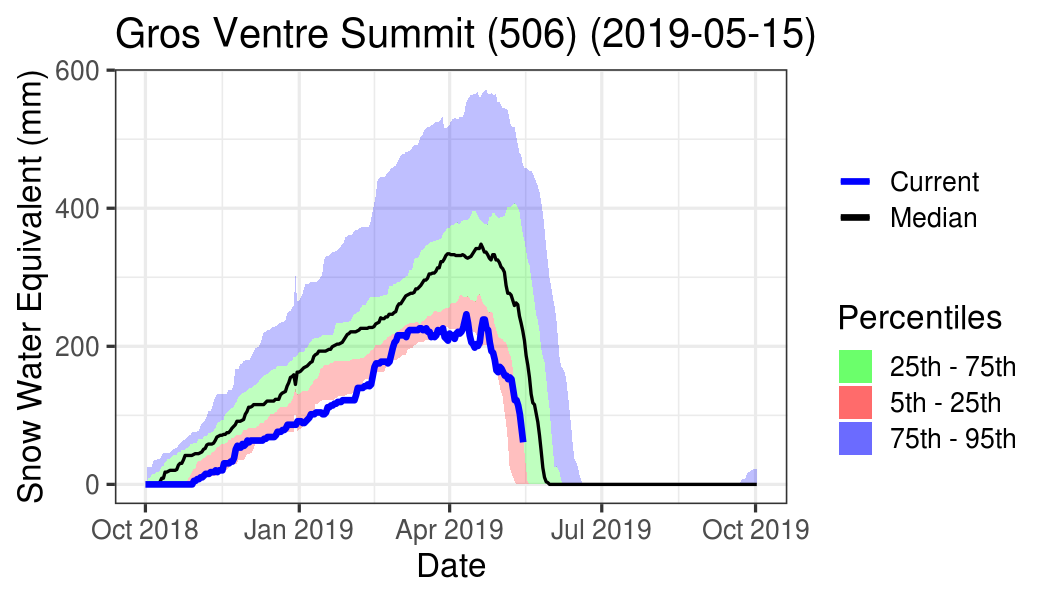 Gros Ventre Summit (506) (2019-05-15)
Snow Water Equivalent (mm)
600
400
200
0
Oct 2018
Jan 2019
Apr 2019
Jul 2019
Oct 2019
Date
Current
Median
Percentiles
25th - 75th
5th - 25th
75th - 95th